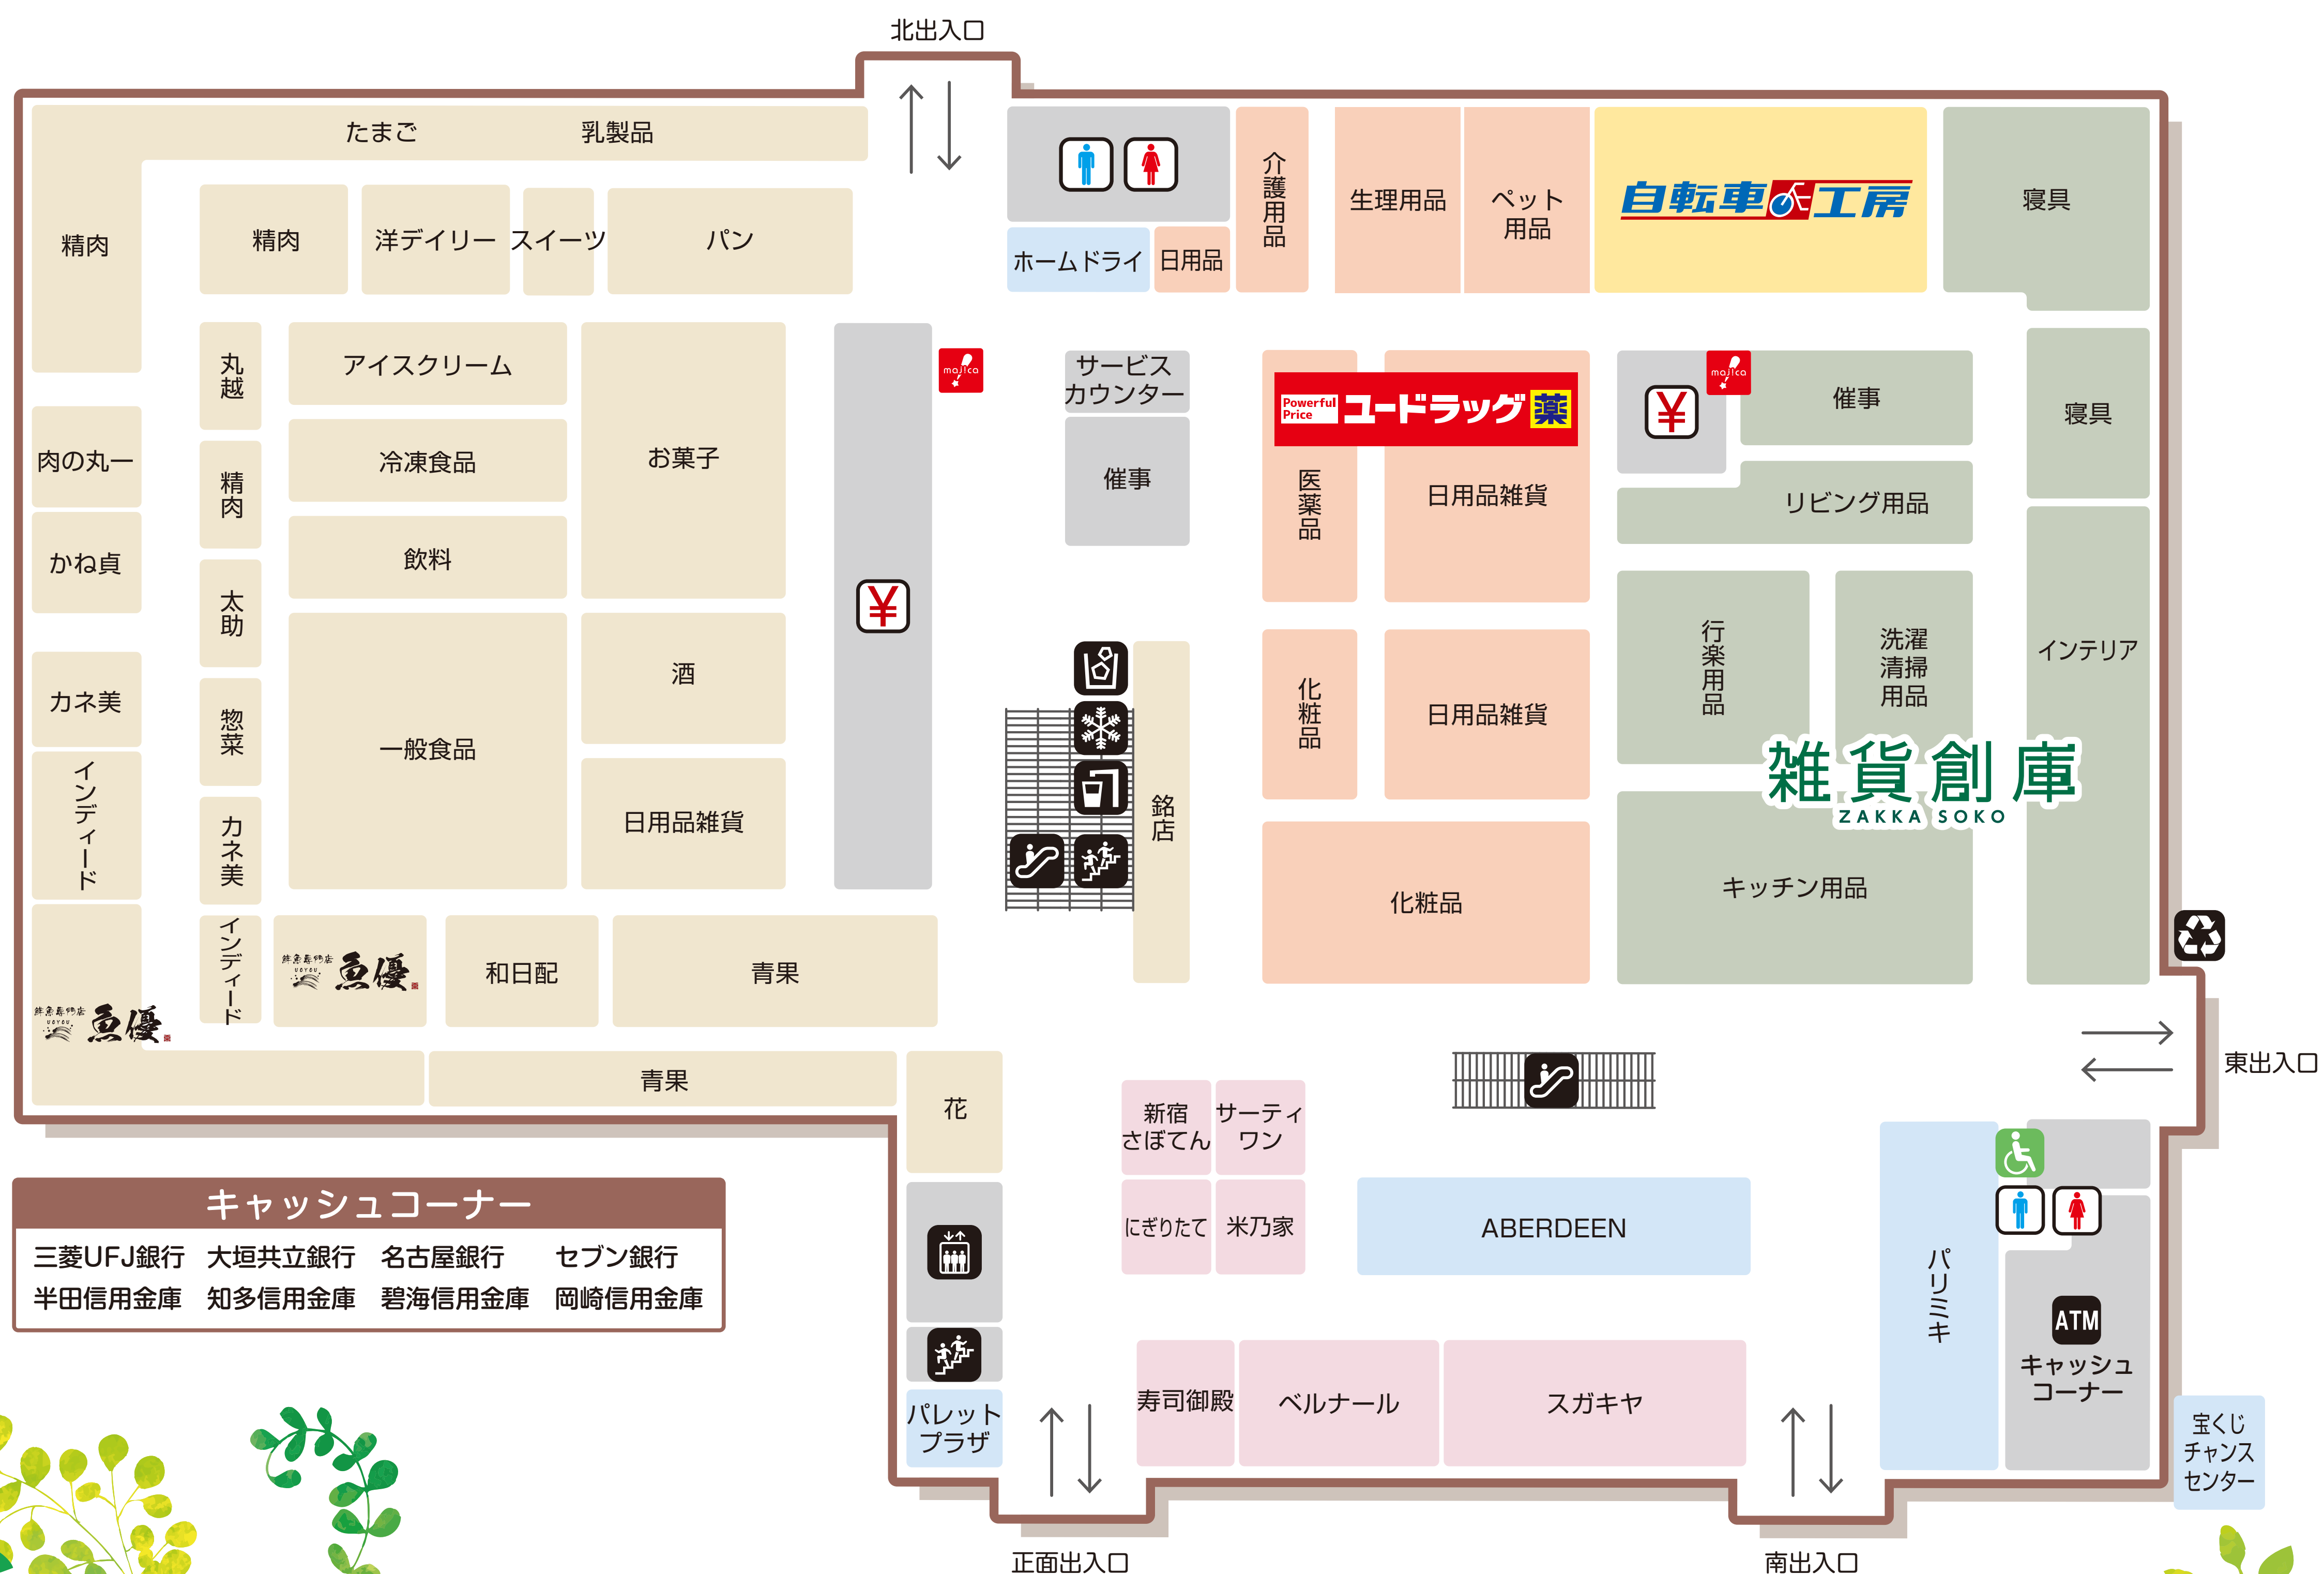 北出入口
たまご
乳製品
精肉
精肉
洋デイリー
スイーツ
パン
ホームドライ
日用品
介護用品
生理用品
ペット
用品
自転車工房
寝具
丸越
アイスクリーム
お菓子
majica
サービス
カウンター
Powerful
Price
ユードラッグ 薬
¥
majica
催事
寝具
肉の丸一
精肉
冷凍食品
催事
医薬品
日用品雑貨
リビング用品
かね貞
太助
飲料
¥
行楽用品
洗濯
清掃
用品
インテリア
カネ美
惣菜
一般食品
酒
化粧品
日用品雑貨
雑貨創庫
ZAKKA SOKO
インディード
カネ美
日用品雑貨
銘店
化粧品
キッチン用品
インディード
鮮魚専門店
UOYOU
魚優
和日配
青果
鮮魚専門店
UOYOU
魚優
青果
花
東出入口
新宿
さぼてん
サーティ
ワン
にぎりたて
米乃家
ABERDEEN
パリミキ
ATM
キャッシュ
コーナー
キャッシュコーナー
三菱UFJ銀行 大垣共立銀行 名古屋銀行 セブン銀行
半田信用金庫 知多信用金庫 碧海信用金庫 岡崎信用金庫
パレット
プラザ
寿司御殿
ベルナール
スガキヤ
宝くじ
チャンス
センター
正面出入口
南出入口